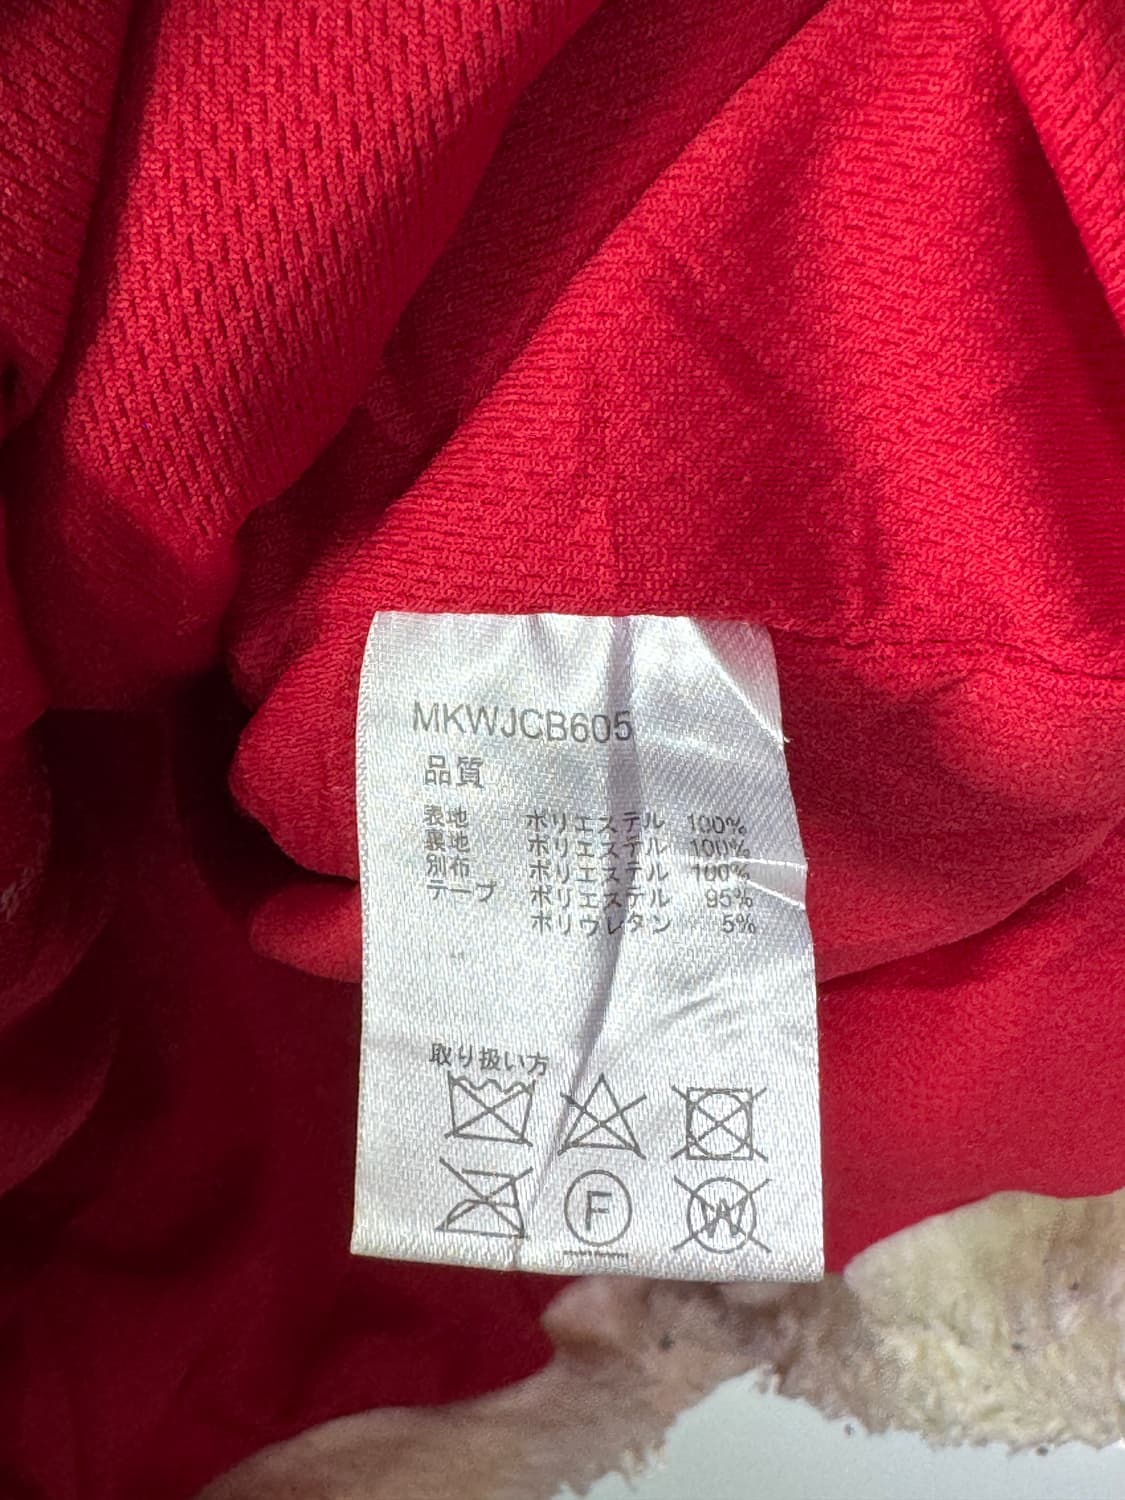 MKWJCB605
品質
表地 ポリエステル 100%
裏地 ポリエステル 100%
別布 ポリエステル 100%
テープ ポリエステル 95%
ポリウレタン 5%
取り扱い方
F W